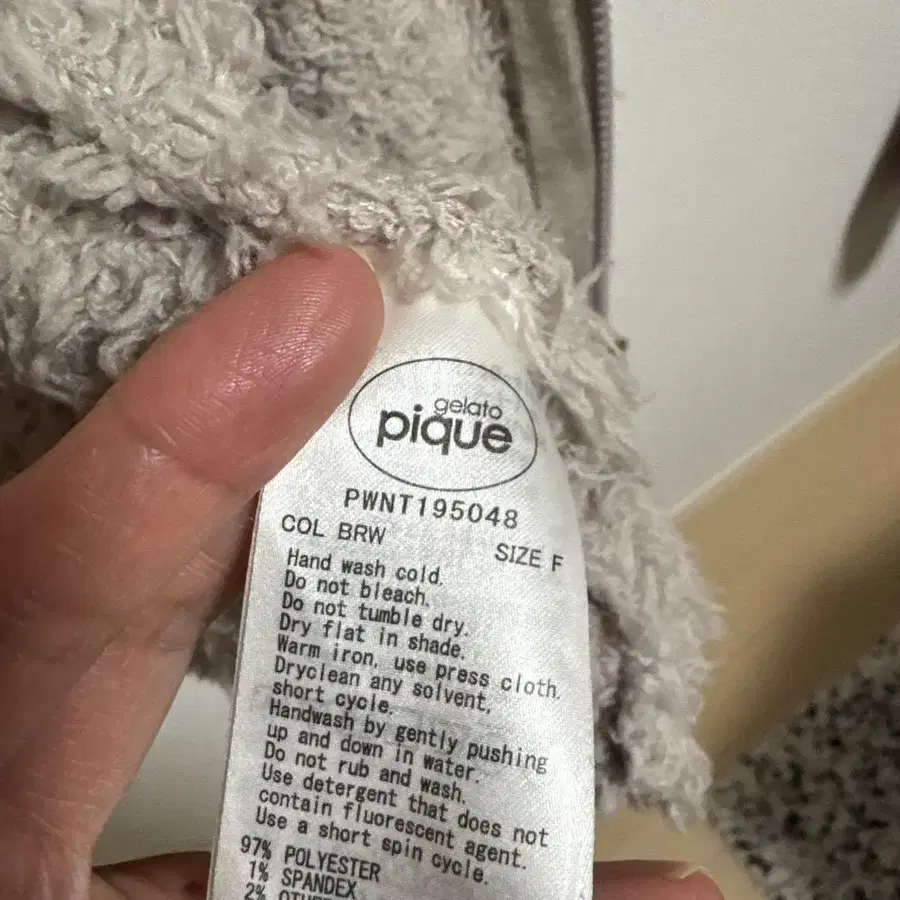 gelato
pique
PWNT195048
COL BRW
SIZE F
Hand wash cold.
Do not bleach.
Do not tumble dry.
Dry flat in shade.
Warm iron, use press cloth.
Dryclean any solvent,
short cycle.
Handwash by gently pushing
up and down in water.
Do not rub and wash.
Use detergent that does not
contain fluorescent agent.
Use a short spin cycle.
97% POLYESTER
1% SPANDEX
2%